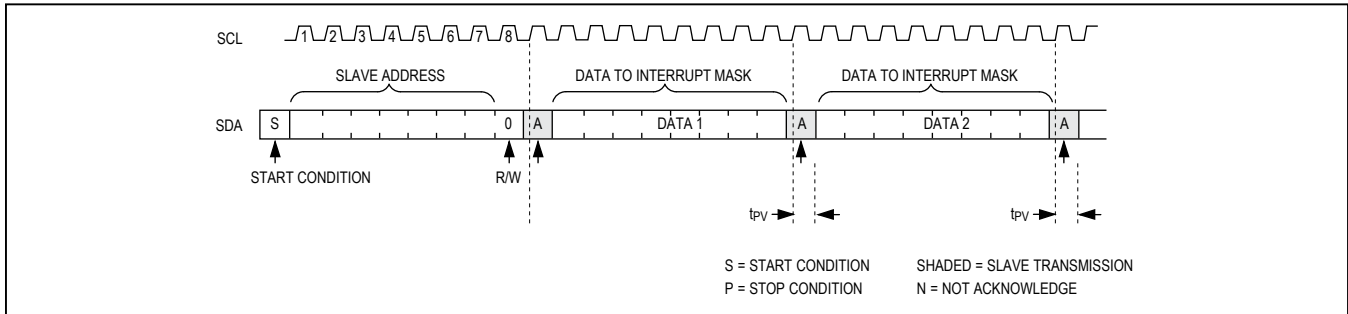 SCL 1 2 3 4 5 6 7 8
SLAVE ADDRESS DATA TO INTERRUPT MASK DATA TO INTERRUPT MASK
SDA S 0 A DATA 1 A DATA 2 A
START CONDITION R/W
tPV tPV
S = START CONDITION SHADED = SLAVE TRANSMISSION
P = STOP CONDITION N = NOT ACKNOWLEDGE